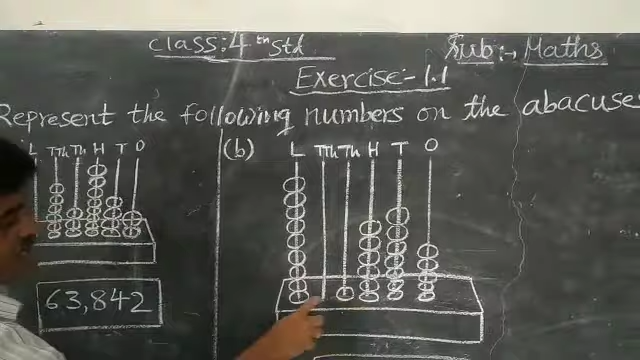 Class:4th Std Sub:- Maths
Exercise:-1.1
Represent the following numbers on the abacuses
L TTh Th H T O (b) L TTh Th H T O
63,842